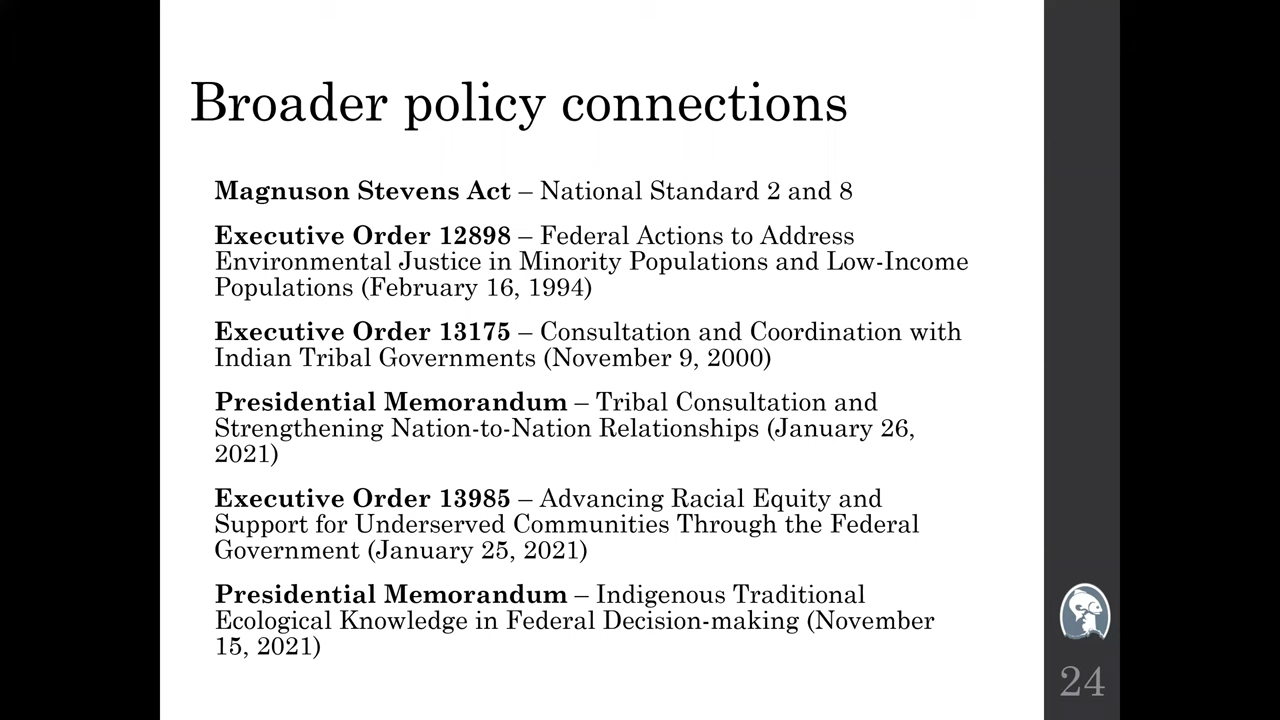 Broader policy connections
Magnuson Stevens Act – National Standard 2 and 8
Executive Order 12898 – Federal Actions to Address
Environmental Justice in Minority Populations and Low-Income
Populations (February 16, 1994)
Executive Order 13175 – Consultation and Coordination with
Indian Tribal Governments (November 9, 2000)
Presidential Memorandum – Tribal Consultation and
Strengthening Nation-to-Nation Relationships (January 26,
2021)
Executive Order 13985 – Advancing Racial Equity and
Support for Underserved Communities Through the Federal
Government (January 25, 2021)
Presidential Memorandum – Indigenous Traditional
Ecological Knowledge in Federal Decision-making (November
15, 2021)
24